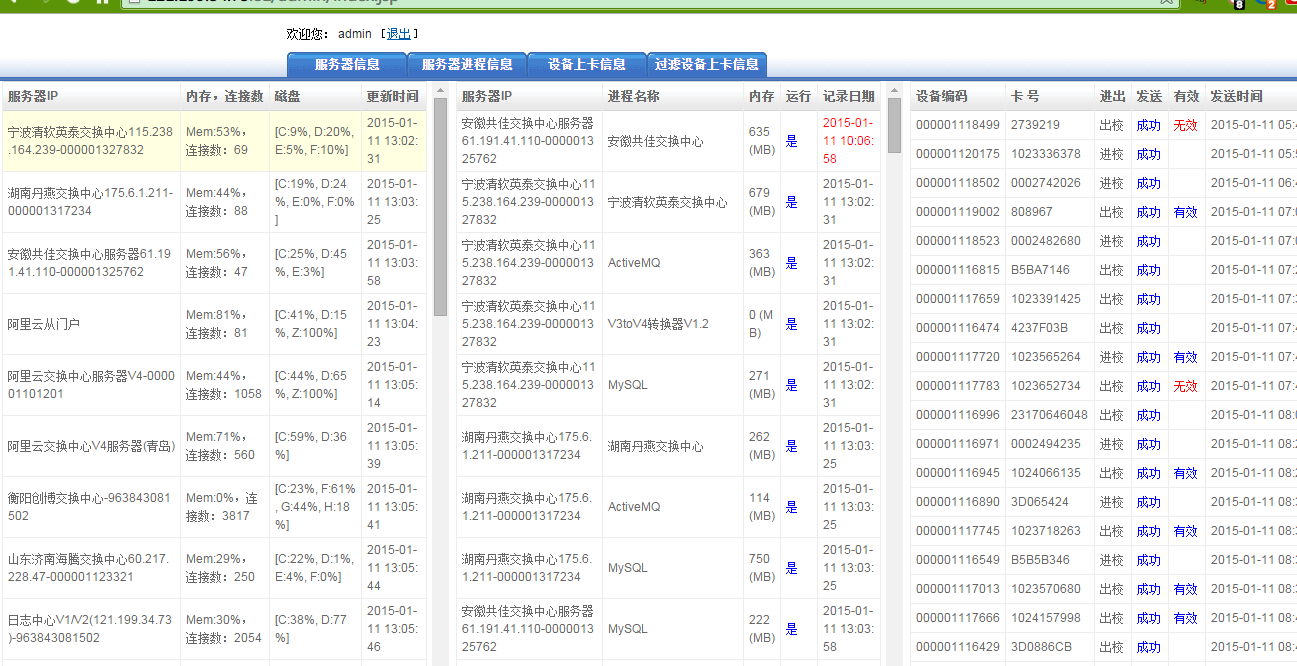 欢迎您： admin [退出]
服务器信息 服务器进程信息 设备上卡信息 过滤设备上卡信息
服务器IP 内存，连接数 磁盘 更新时间
宁波清软英泰交换中心115.238
.164.239-000001327832
Mem:53%，
连接数：69
[C:9%, D:20%,
E:5%, F:10%]
2015-01-
11 13:02:
31
湖南丹燕交换中心175.6.1.211-
000001317234
Mem:44%，
连接数：88
[C:19%, D:24
%, E:0%, F:0%
]
2015-01-
11 13:03:
25
安徽共佳交换中心服务器61.19
1.41.110-000001325762
Mem:56%，
连接数：47
[C:25%, D:45
%, E:3%]
2015-01-
11 13:03:
58
阿里云从门户
Mem:81%，
连接数：81
[C:41%, D:15
%, Z:100%]
2015-01-
11 13:04:
23
阿里云交换中心服务器V4-0000
01101201
Mem:44%，
连接数：1058
[C:44%, D:65
%, Z:100%]
2015-01-
11 13:05:
14
阿里云交换中心V4服务器(青岛)
Mem:71%，
连接数：560
[C:59%, D:36
%]
2015-01-
11 13:05:
39
衡阳创博交换中心-963843081
502
Mem:0%，连
接数：3817
[C:23%, F:61%
, G:44%, H:18
%]
2015-01-
11 13:05:
41
山东济南海腾交换中心60.217.
228.47-000001123321
Mem:29%，
连接数：250
[C:22%, D:1%,
E:4%, F:0%]
2015-01-
11 13:05:
44
日志中心V1/V2(121.199.34.73
)-963843081502
Mem:30%，
连接数：2054
[C:38%, D:77
%]
2015-01-
11 13:05:
46
服务器IP 进程名称 内存 运行 记录日期
安徽共佳交换中心服务器
61.191.41.110-0000013
25762
安徽共佳交换中心
635
(MB)
是
2015-01-
11 10:06:
58
宁波清软英泰交换中心11
5.238.164.239-0000013
27832
宁波清软英泰交换中心
679
(MB)
是
2015-01-
11 13:02:
31
宁波清软英泰交换中心11
5.238.164.239-0000013
27832
ActiveMQ
363
(MB)
是
2015-01-
11 13:02:
31
宁波清软英泰交换中心11
5.238.164.239-0000013
27832
V3toV4转换器V1.2
0 (M
B)
是
2015-01-
11 13:02:
31
宁波清软英泰交换中心11
5.238.164.239-0000013
27832
MySQL
271
(MB)
是
2015-01-
11 13:02:
31
湖南丹燕交换中心175.6.
1.211-000001317234
湖南丹燕交换中心
262
(MB)
是
2015-01-
11 13:03:
25
湖南丹燕交换中心175.6.
1.211-000001317234
ActiveMQ
114
(MB)
是
2015-01-
11 13:03:
25
湖南丹燕交换中心175.6.
1.211-000001317234
MySQL
750
(MB)
是
2015-01-
11 13:03:
25
安徽共佳交换中心服务器
61.191.41.110-0000013
25762
MySQL
222
(MB)
是
2015-01-
11 13:03:
58
设备编码 卡 号 进出 发送 有效 发送时间
000001118499 2739219 出校 成功 无效 2015-01-11 05:4
000001120175 1023336378 进校 成功 2015-01-11 05:5
000001118502 0002742026 进校 成功 2015-01-11 06:4
000001119002 808967 出校 成功 有效 2015-01-11 07:0
000001118523 0002482680 进校 成功 2015-01-11 07:0
000001116815 B5BA7146 出校 成功 2015-01-11 07:2
000001117659 1023391425 出校 成功 2015-01-11 07:3
000001116474 4237F03B 出校 成功 2015-01-11 07:4
000001117720 1023565264 进校 成功 有效 2015-01-11 07:4
000001117783 1023652734 出校 成功 无效 2015-01-11 07:4
000001116996 23170646048 出校 成功 2015-01-11 08:0
000001116971 0002494235 进校 成功 2015-01-11 08:2
000001116945 1024066135 出校 成功 有效 2015-01-11 08:2
000001116890 3D065424 进校 成功 2015-01-11 08:3
000001117745 1023718263 出校 成功 有效 2015-01-11 08:3
000001116549 B5B5B346 进校 成功 2015-01-11 08:3
000001117013 1023570680 出校 成功 有效 2015-01-11 08:3
000001117666 1024157998 出校 成功 有效 2015-01-11 08:4
000001116429 3D0886CB 出校 成功 2015-01-11 08:4